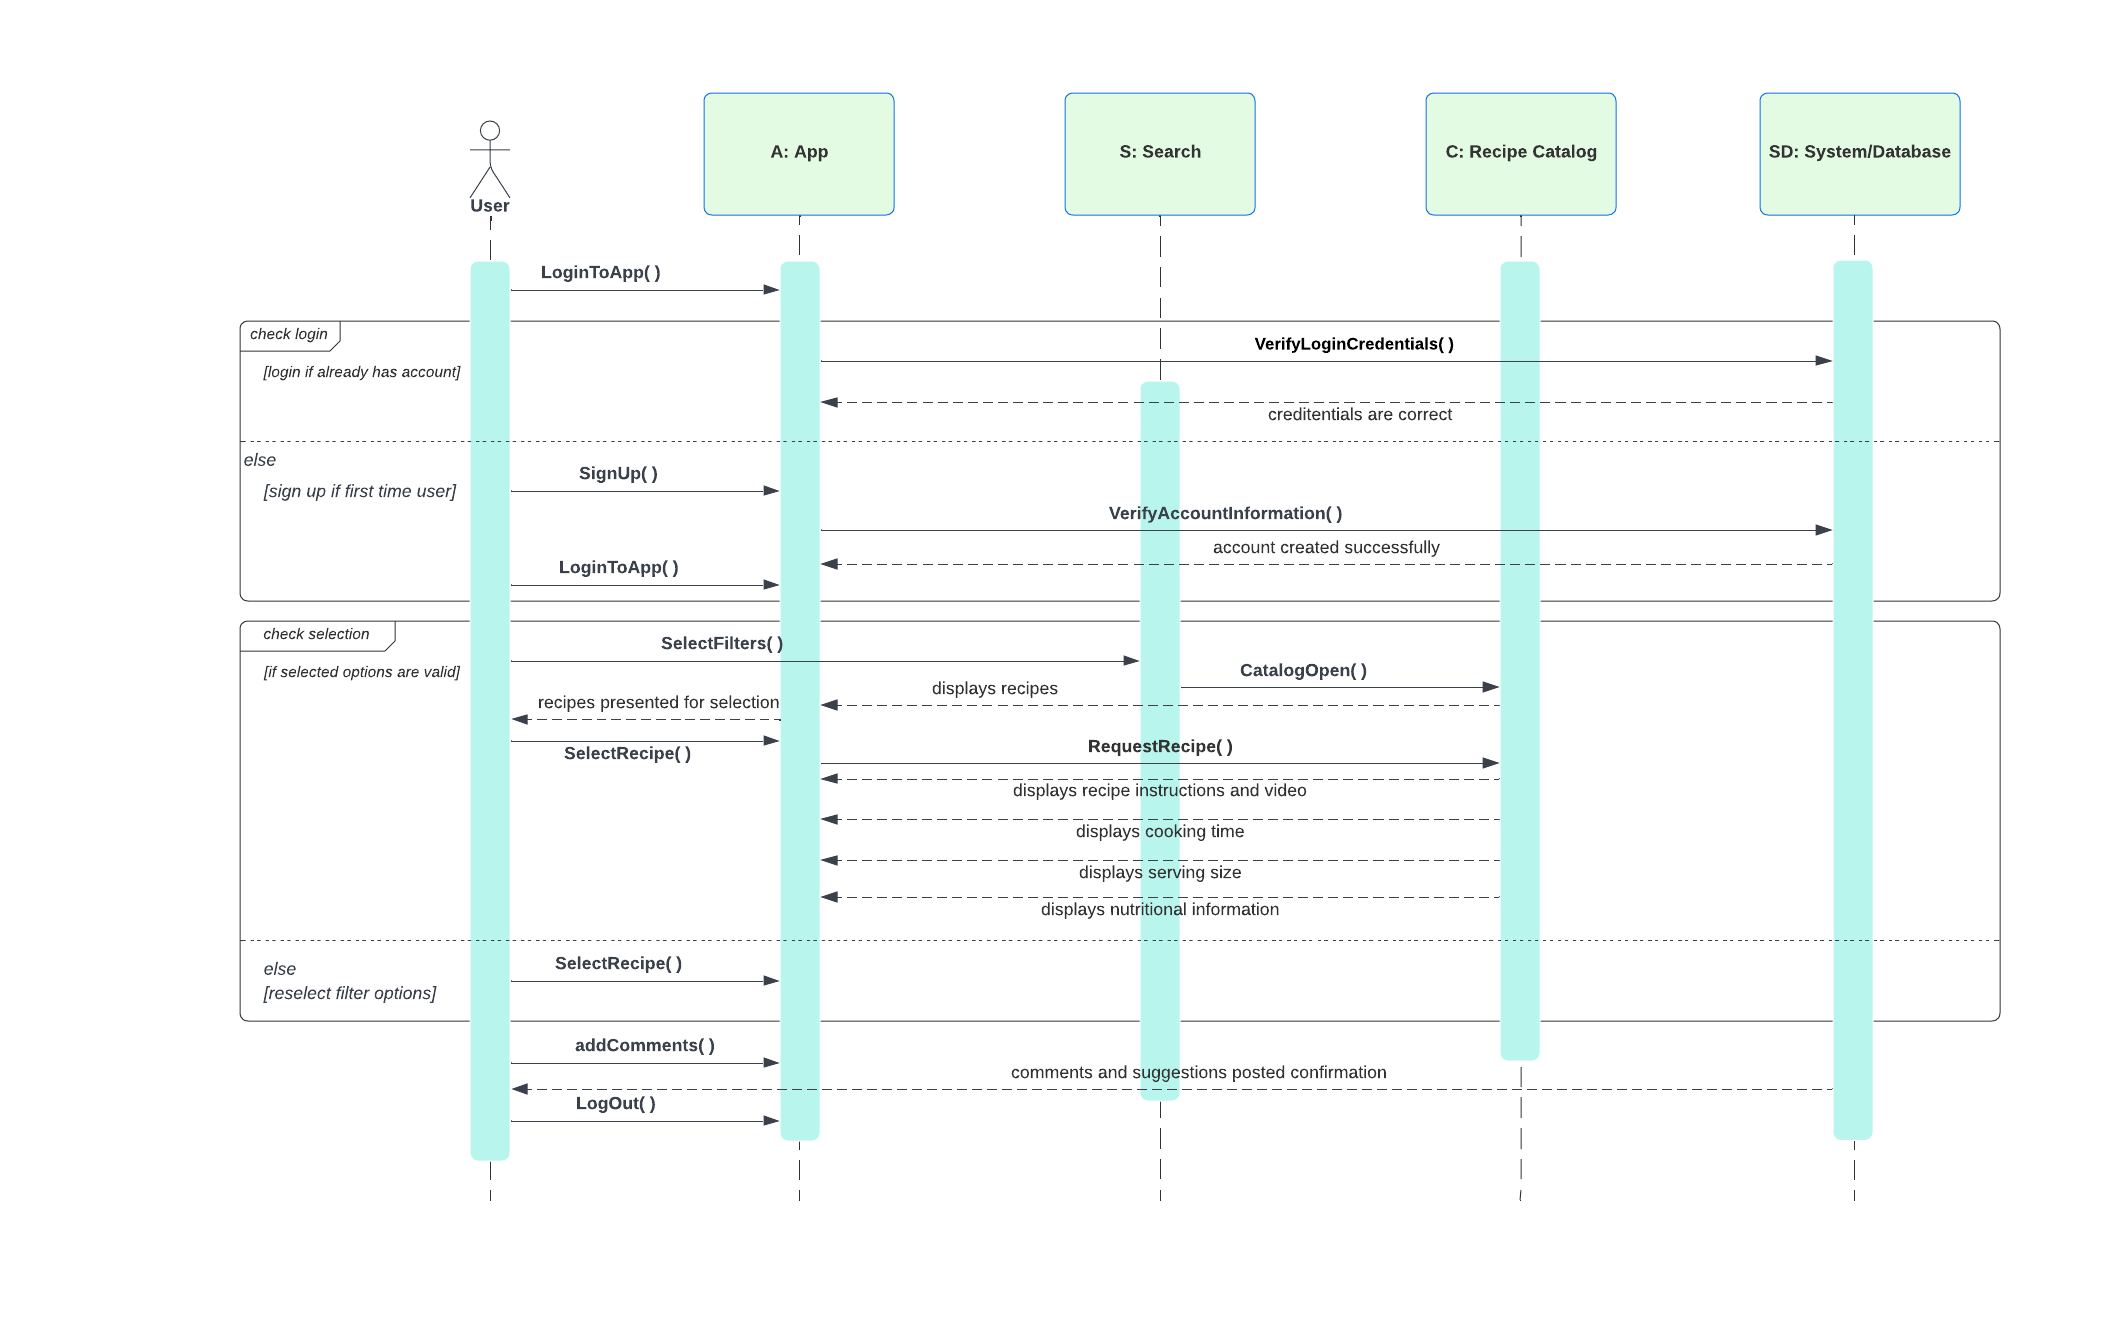 User
A: App
S: Search
C: Recipe Catalog
SD: System/Database
LoginToApp( )
check login
VerifyLoginCredentials( )
[login if already has account]
creditentials are correct
else
SignUp( )
[sign up if first time user]
VerifyAccountInformation( )
account created successfully
LoginToApp( )
check selection
SelectFilters( )
[if selected options are valid]
CatalogOpen( )
displays recipes
recipes presented for selection
SelectRecipe( )
RequestRecipe( )
displays recipe instructions and video
displays cooking time
displays serving size
displays nutritional information
else
SelectRecipe( )
[reselect filter options]
addComments( )
comments and suggestions posted confirmation
LogOut( )